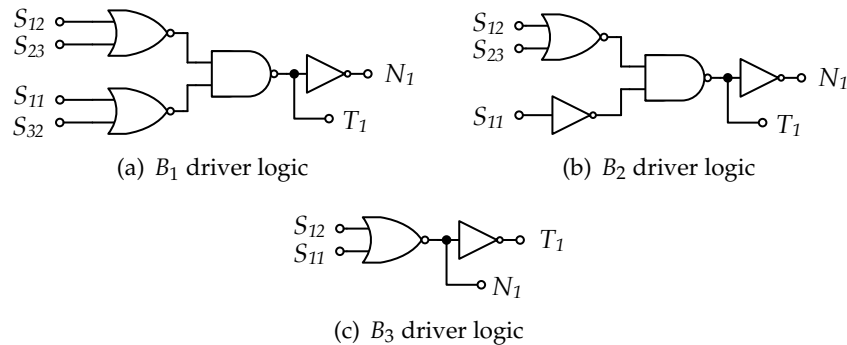 S12
S23
S11
S32
N1
T1
(a) B1 driver logic
S12
S23
S11
N1
T1
(b) B2 driver logic
S12
S11
T1
N1
(c) B3 driver logic